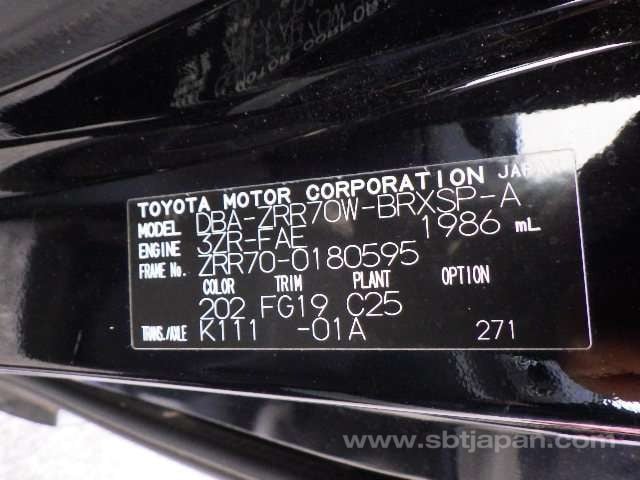 TOYOTA MOTOR CORPORATION JAPAN
MODEL DBA-ZRR70W-BRXSP-A
ENGINE 3ZR-FAE 1986 mL
FRAME No. ZRR70-0180595
COLOR TRIM PLANT OPTION
202 FG19 C25
TRANS./AXLE K111 -01A 271
www.sbtjapan.com